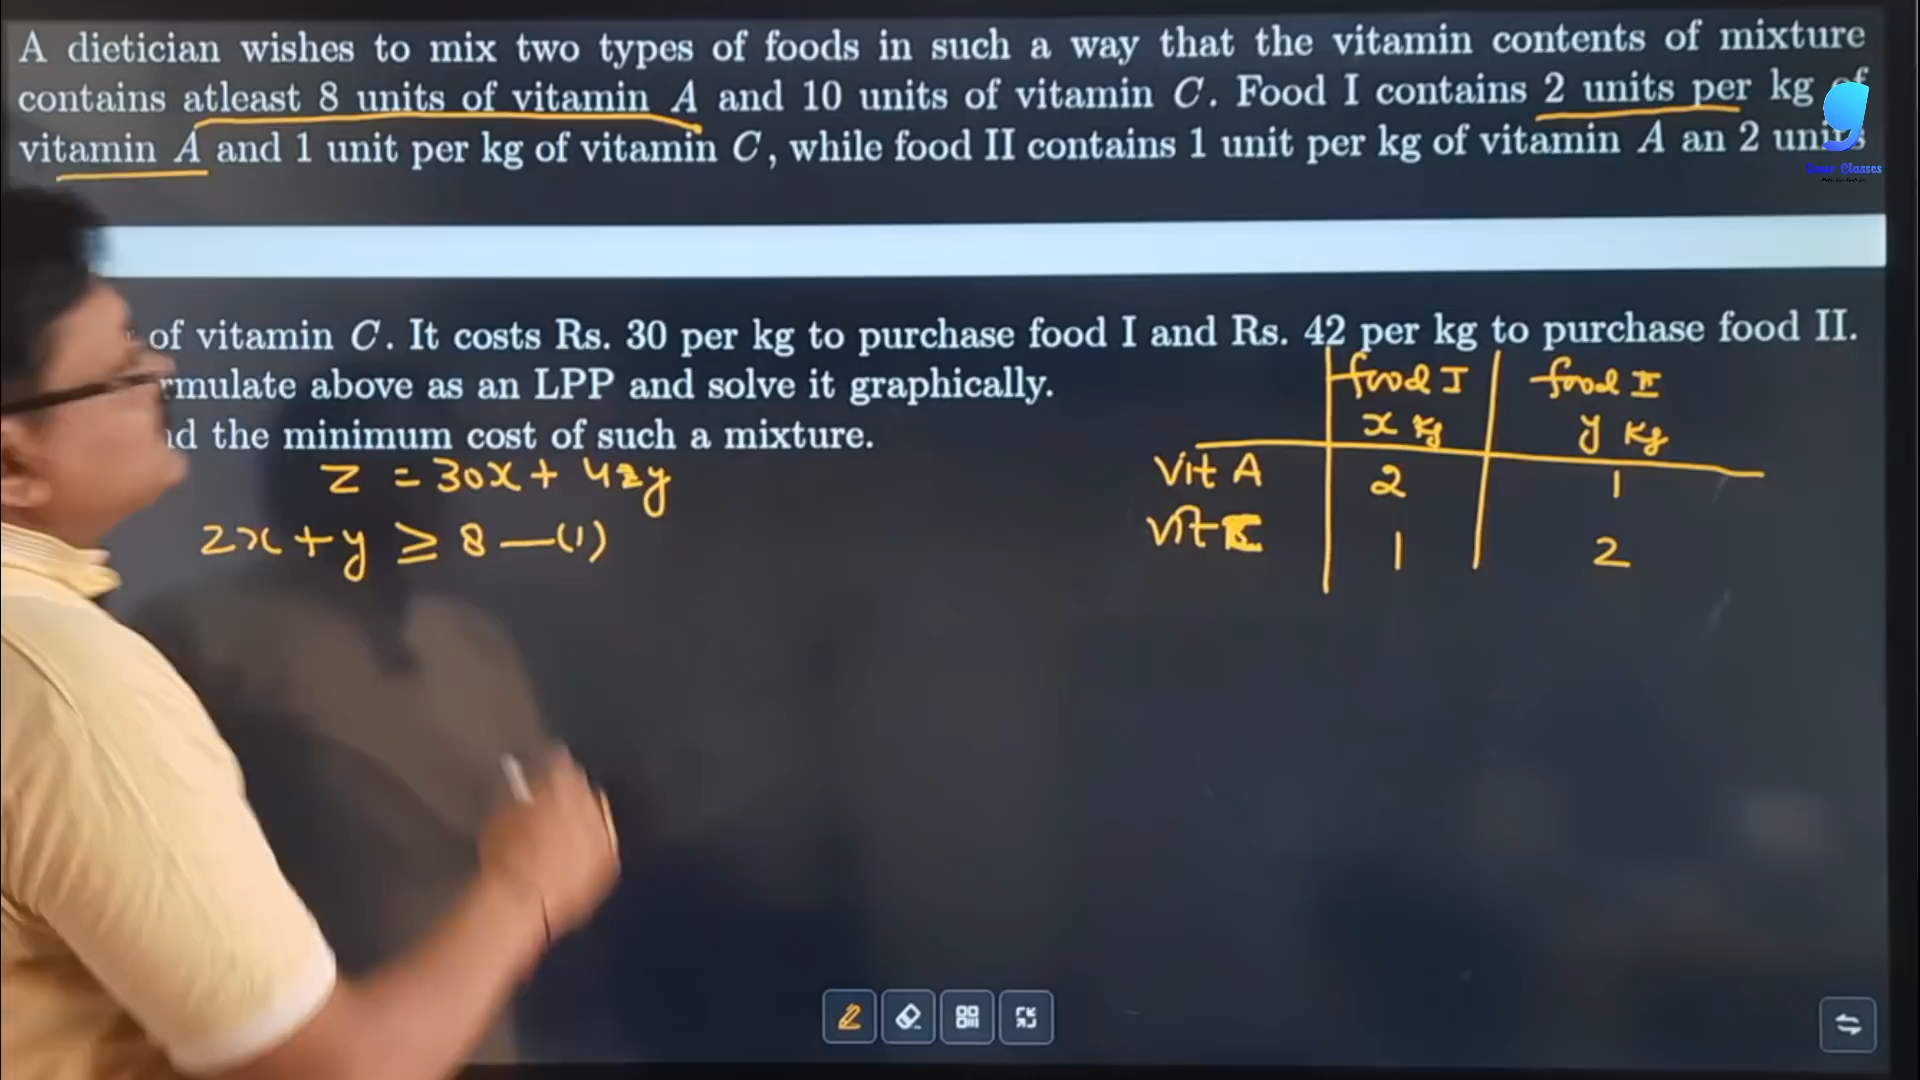 A dietician wishes to mix two types of foods in such a way that the vitamin contents of mixture
contains atleast 8 units of vitamin A and 10 units of vitamin C. Food I contains 2 units per kg of
vitamin A and 1 unit per kg of vitamin C, while food II contains 1 unit per kg of vitamin A an 2 units
Gour Classes
of vitamin C. It costs Rs. 30 per kg to purchase food I and Rs. 42 per kg to purchase food II.
rmulate above as an LPP and solve it graphically.
d the minimum cost of such a mixture.
food I food II
x kg y kg
Vit A 2 1
Vit C 1 2
z = 30x + 42y
2x + y ≥ 8 —(1)